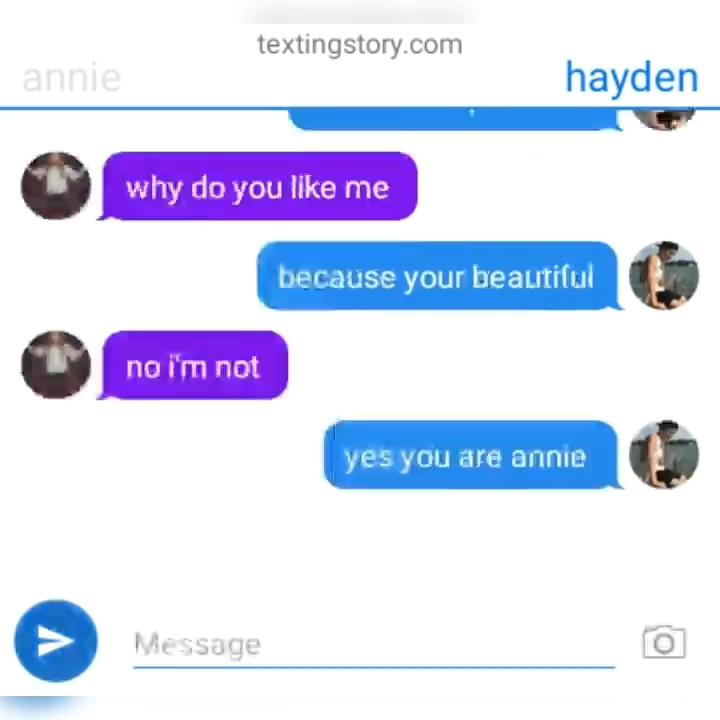 textingstory.com
annie
hayden
why do you like me
because your beautiful
no i'm not
yes you are annie
Message